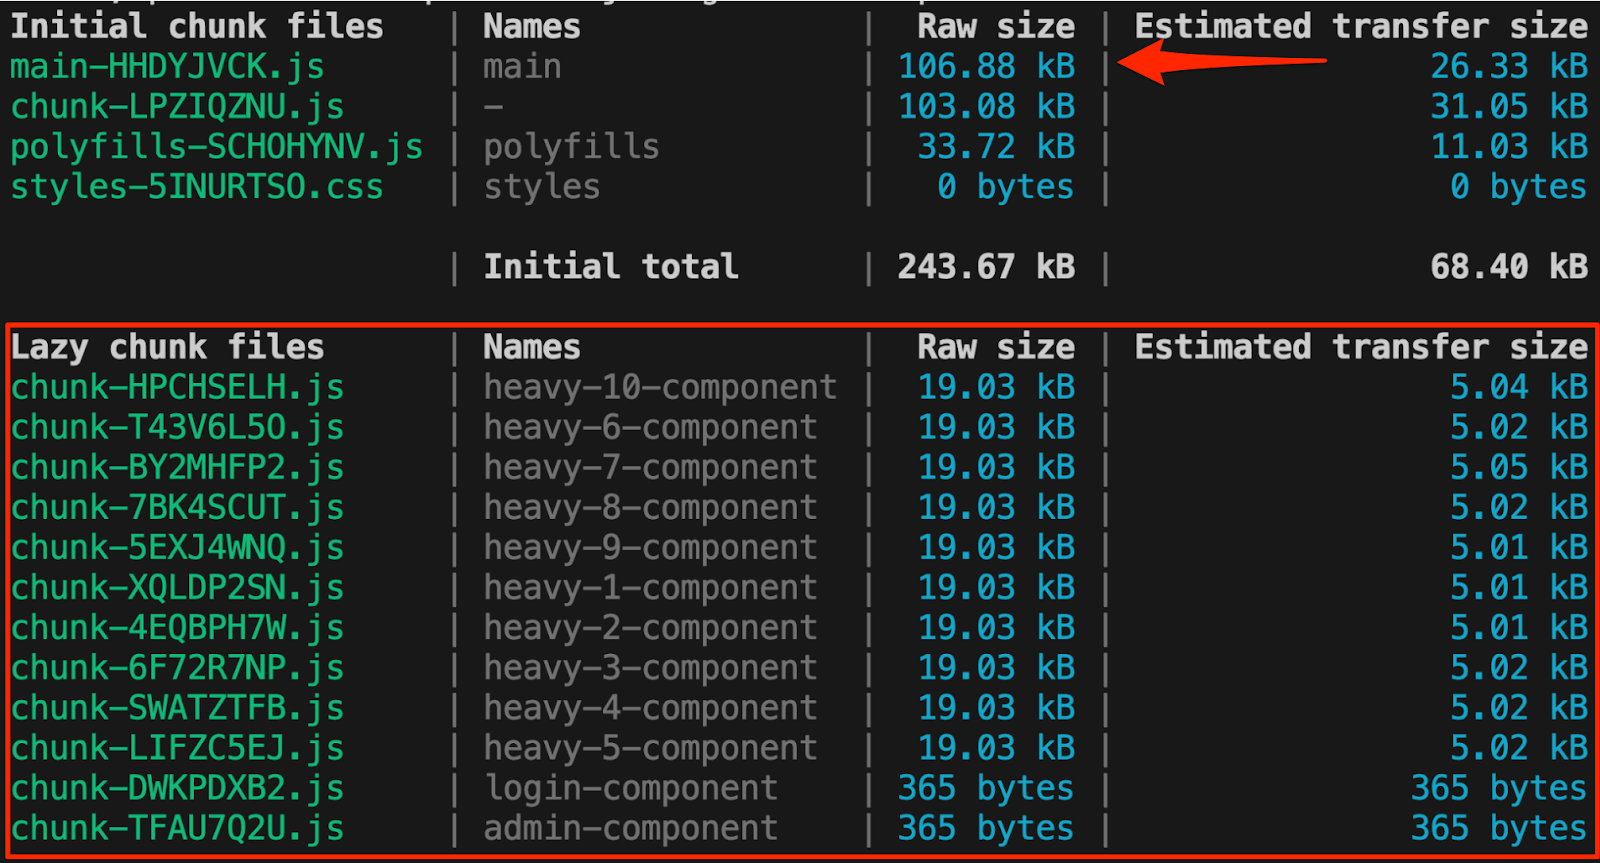 Initial chunk files | Names | Raw size | Estimated transfer size
main-HHDYJVCK.js | main | 106.88 kB | 26.33 kB
chunk-LPZIQZNU.js | - | 103.08 kB | 31.05 kB
polyfills-SCHOHYNV.js | polyfills | 33.72 kB | 11.03 kB
styles-5INURTSO.css | styles | 0 bytes | 0 bytes
| Initial total | 243.67 kB | 68.40 kB
Lazy chunk files | Names | Raw size | Estimated transfer size
chunk-HPCHSELH.js | heavy-10-component | 19.03 kB | 5.04 kB
chunk-T43V6L5O.js | heavy-6-component | 19.03 kB | 5.02 kB
chunk-BY2MHFP2.js | heavy-7-component | 19.03 kB | 5.05 kB
chunk-7BK4SCUT.js | heavy-8-component | 19.03 kB | 5.02 kB
chunk-5EXJ4WNQ.js | heavy-9-component | 19.03 kB | 5.01 kB
chunk-XQLDP2SN.js | heavy-1-component | 19.03 kB | 5.01 kB
chunk-4EQBPH7W.js | heavy-2-component | 19.03 kB | 5.01 kB
chunk-6F72R7NP.js | heavy-3-component | 19.03 kB | 5.02 kB
chunk-SWATZTFB.js | heavy-4-component | 19.03 kB | 5.02 kB
chunk-LIFZC5EJ.js | heavy-5-component | 19.03 kB | 5.02 kB
chunk-DWKPDXB2.js | login-component | 365 bytes | 365 bytes
chunk-TFAU7Q2U.js | admin-component | 365 bytes | 365 bytes